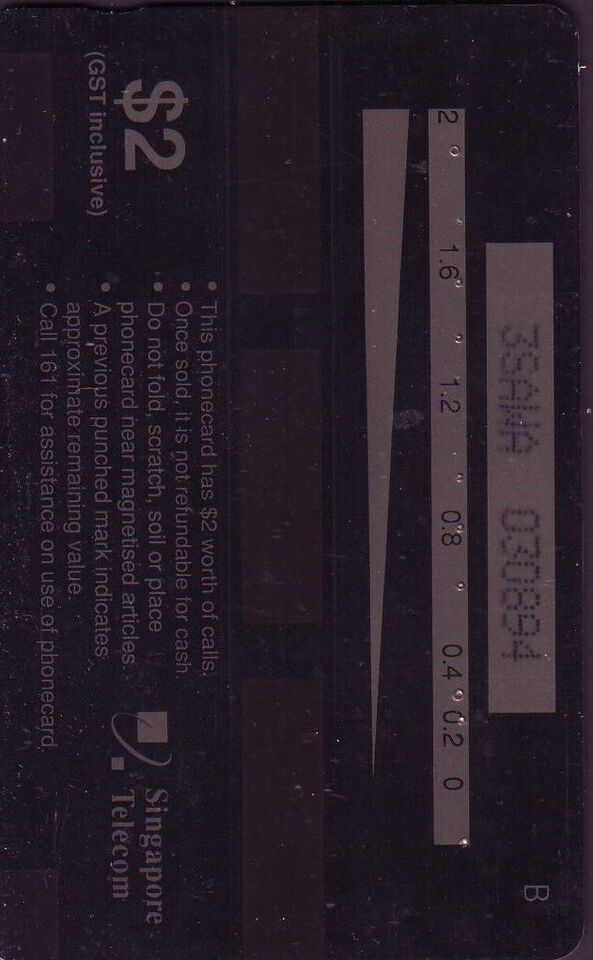 B
3SAWA 030894
2 1.6 1.2 0.8 0.4 0.2 0
$2
(GST inclusive)
• This phonecard has $2 worth of calls.
• Once sold, it is not refundable for cash.
• Do not fold, scratch, soil or place
phonecard near magnetised articles.
• A previous punched mark indicates
approximate remaining value.
• Call 161 for assistance on use of phonecard.
Singapore
Telecom